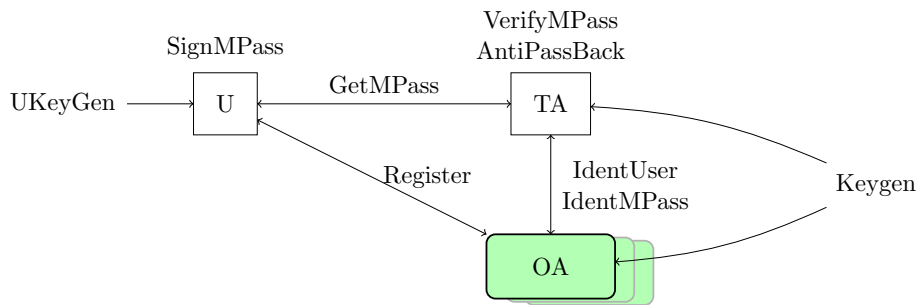 VerifyMPass
AntiPassBack
SignMPass
UKeyGen
U
GetMPass
TA
Register
IdentUser
IdentMPass
Keygen
OA